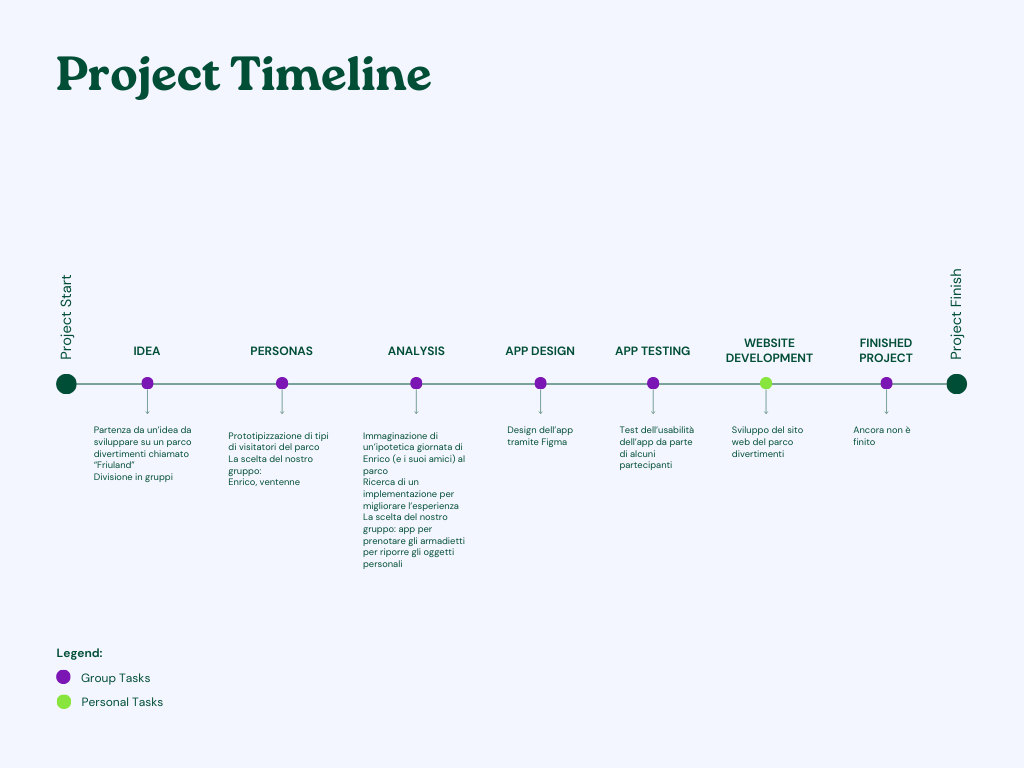 Project Timeline
Project Start
Project Finish
IDEA
PERSONAS
ANALYSIS
APP DESIGN
APP TESTING
WEBSITE
DEVELOPMENT
FINISHED
PROJECT
Partenza da un'idea da
sviluppare su un parco
divertimenti chiamato
“Friuland”
Divisione in gruppi
Prototipizzazione di tipi
di visitatori del parco
La scelta del nostro
gruppo:
Enrico, ventenne
Immaginazione di
un'ipotetica giornata di
Enrico (e i suoi amici) al
parco
Ricerca di un
implementazione per
migliorare l'esperienza
La scelta del nostro
gruppo: app per
prenotare gli armadietti
per riporre gli oggetti
personali
Design dell'app
tramite Figma
Test dell'usabilità
dell'app da parte
di alcuni
partecipanti
Sviluppo del sito
web del parco
divertimenti
Ancora non è
finito
Legend:
Group Tasks
Personal Tasks